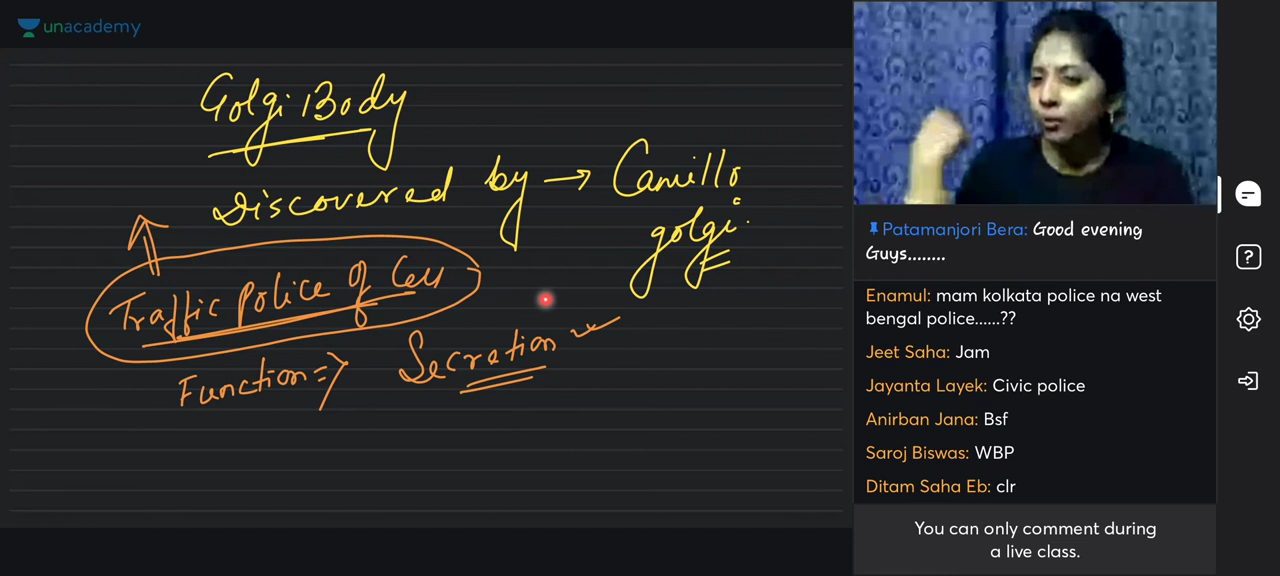 unacademy
Golgi Body
Discovered by → Camillo
golgi.
Traffic police of Cell
Function ⇒ Secretion
Patamanjori Bera: Good evening
Guys........
Enamul: mam kolkata police na west
bengal police......??
Jeet Saha: Jam
Jayanta Layek: Civic police
Anirban Jana: Bsf
Saroj Biswas: WBP
Ditam Saha Eb: clr
You can only comment during
a live class.